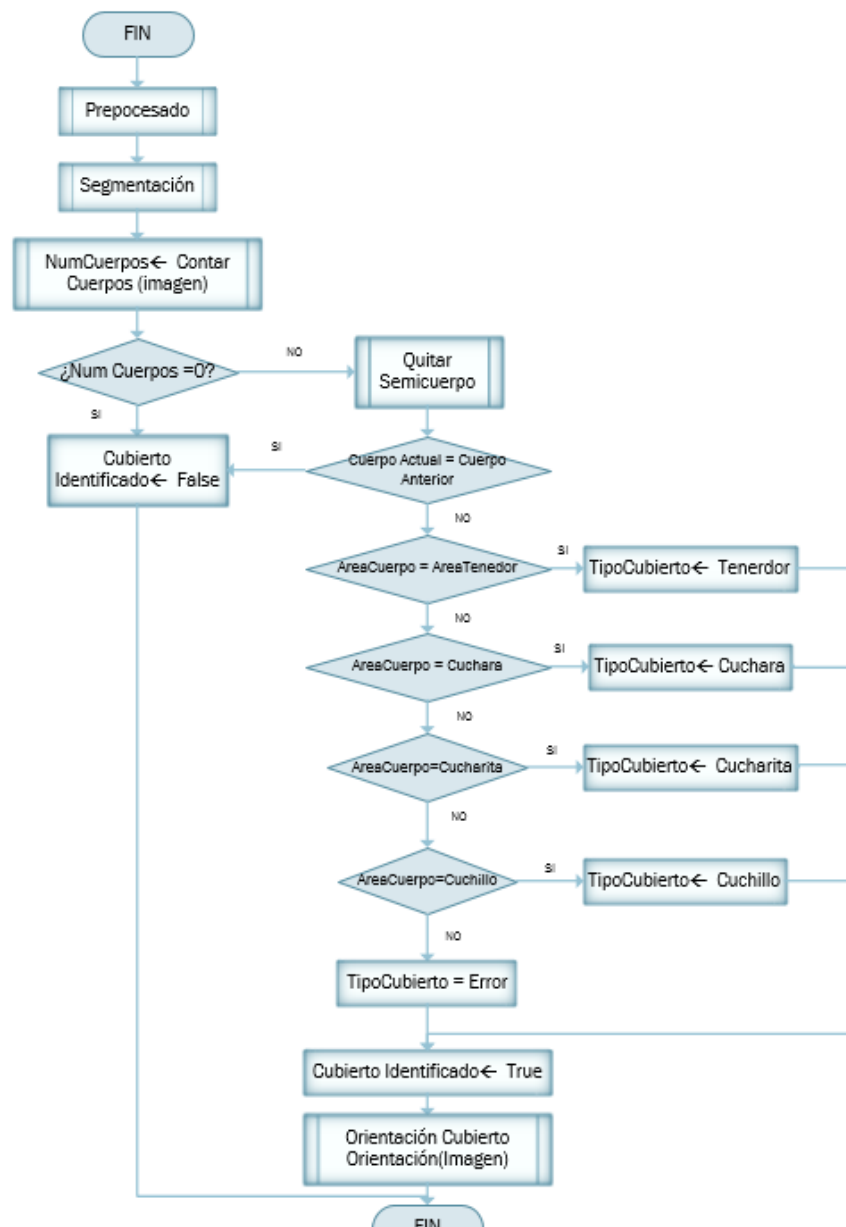 FIN
Prepocesado
Segmentación
NumCuerpos← Contar
Cuerpos (imagen)
¿Num Cuerpos =0?
NO
Quitar
Semicuerpo
SI
Cubierto
Identificado← False
SI
Cuerpo Actual = Cuerpo
Anterior
NO
AreaCuerpo = AreaTenedor
SI
TipoCubierto← Tenerdor
NO
AreaCuerpo = Cuchara
SI
TipoCubierto← Cuchara
NO
AreaCuerpo=Cucharita
SI
TipoCubierto← Cucharita
NO
AreaCuerpo=Cuchillo
SI
TipoCubierto← Cuchillo
NO
TipoCubierto = Error
Cubierto Identificado← True
Orientación Cubierto
Orientación(Imagen)
FIN